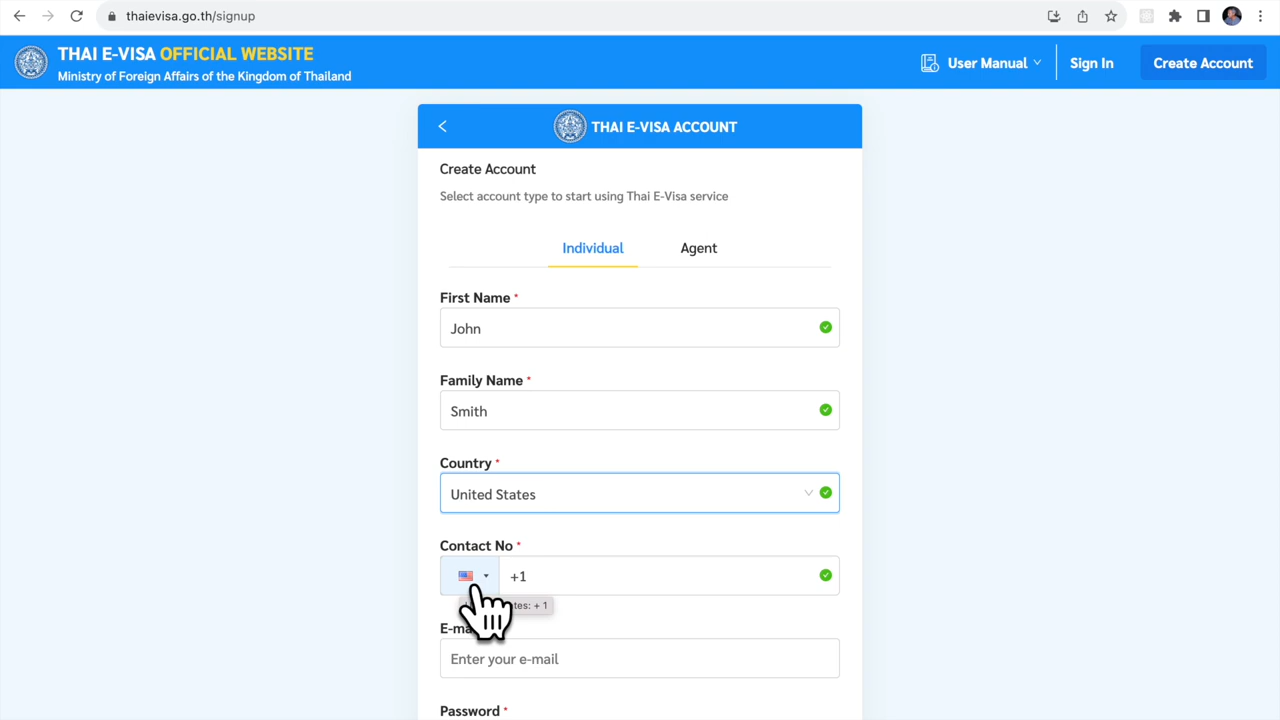 thaievisa.go.th/signup
THAI E-VISA OFFICIAL WEBSITE
Ministry of Foreign Affairs of the Kingdom of Thailand
User Manual
Sign In
Create Account
THAI E-VISA ACCOUNT
Create Account
Select account type to start using Thai E-Visa service
Individual
Agent
First Name *
John
Family Name *
Smith
Country *
United States
Contact No *
+1
tes: + 1
Enter your e-mail
Password *